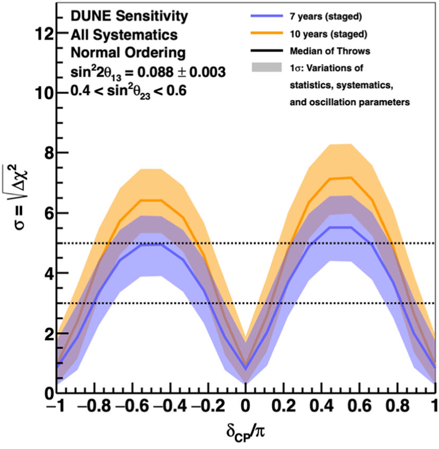 DUNE Sensitivity
All Systematics
Normal Ordering
sin²2θ₁₃ = 0.088 ± 0.003
0.4 < sin²θ₂₃ < 0.6
7 years (staged)
10 years (staged)
Median of Throws
1σ: Variations of
statistics, systematics,
and oscillation parameters
σ = √Δχ²
12
10
8
6
4
2
0
−1 −0.8 −0.6 −0.4 −0.2 0 0.2 0.4 0.6 0.8 1
δCP/π